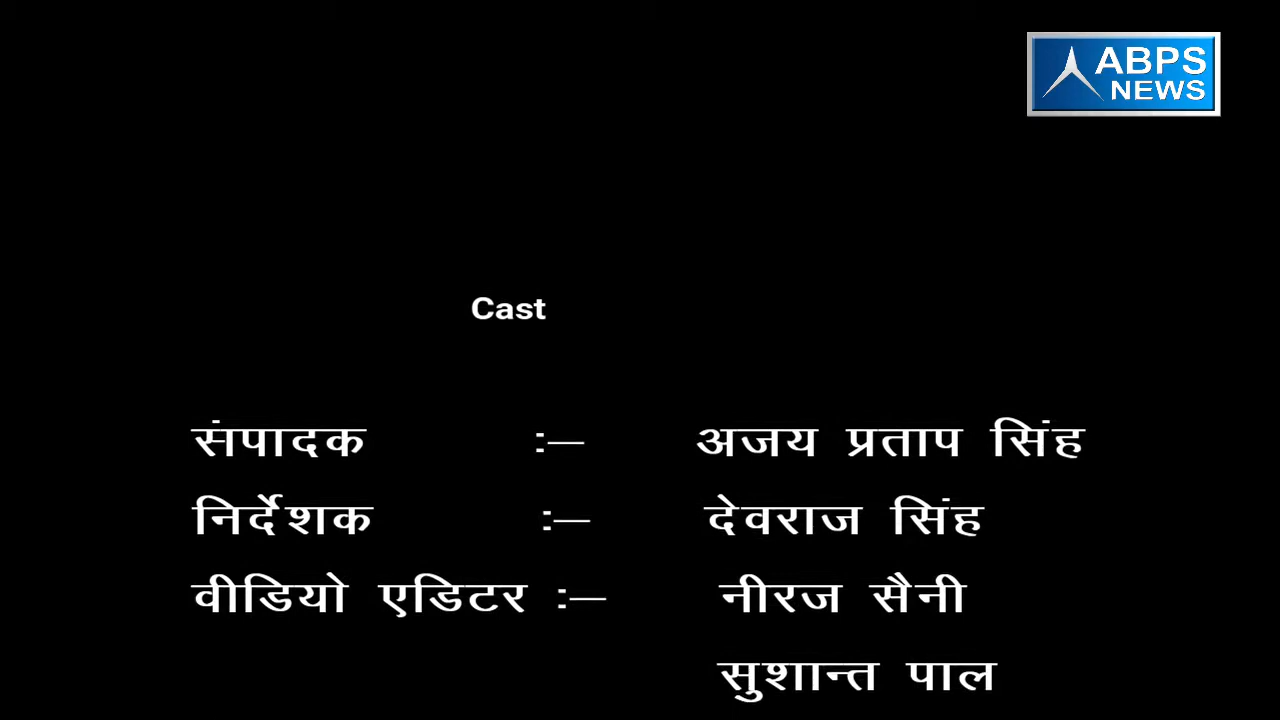 ABPS
NEWS
Cast
संपादक :— अजय प्रताप सिंह
निर्देशक :— देवराज सिंह
वीडियो एडिटर :— नीरज सैनी
सुशान्त पाल